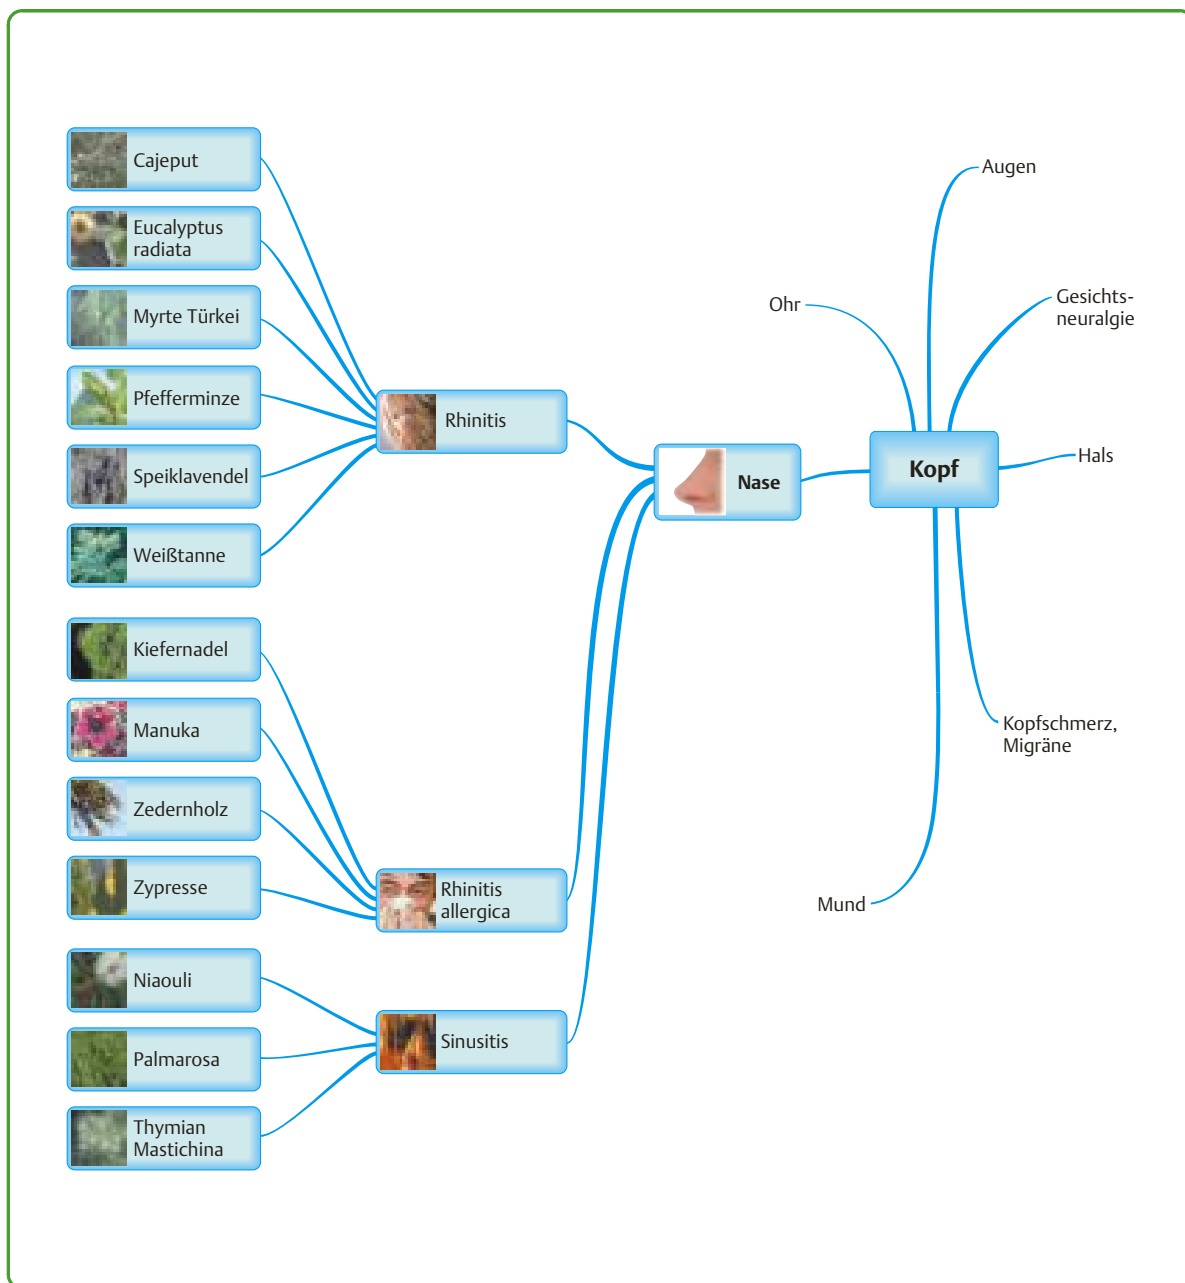 Cajeput
Eucalyptus
radiata
Myrte Türkei
Pfefferminze
Speiklavendel
Weißtanne
Kiefernadel
Manuka
Zedernholz
Zypresse
Niaouli
Palmarosa
Thymian
Mastichina
Rhinitis
Rhinitis
allergica
Sinusitis
Nase
Kopf
Augen
Ohr
Gesichts-
neuralgie
Hals
Kopfschmerz,
Migräne
Mund